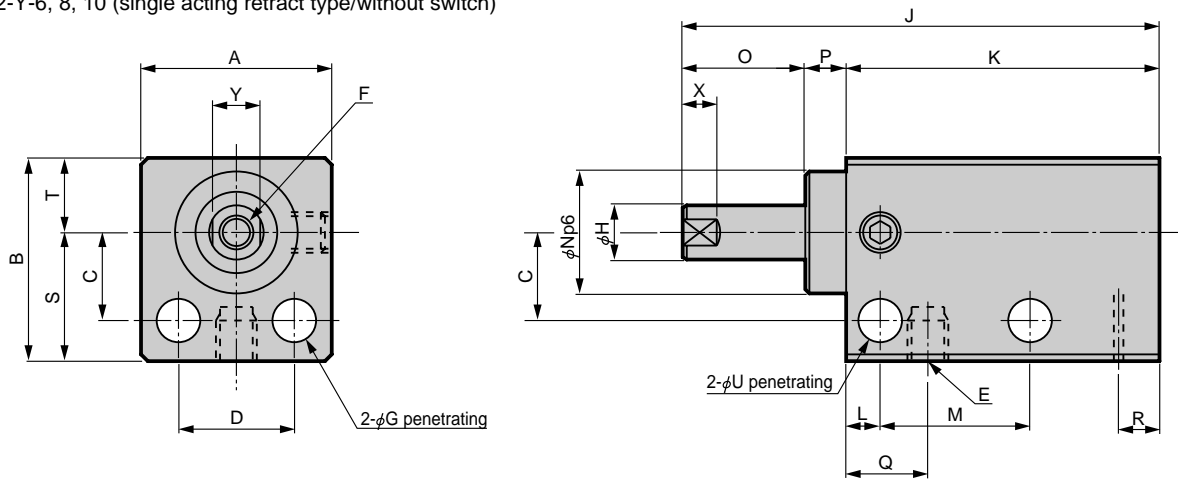 2-Y-6, 8, 10 (single acting retract type/without switch)
A
Y
F
T
B
S
C
D
2-φG penetrating
J
O
P
K
X
φNp6
φH
C
2-φU penetrating
E
L
M
R
Q